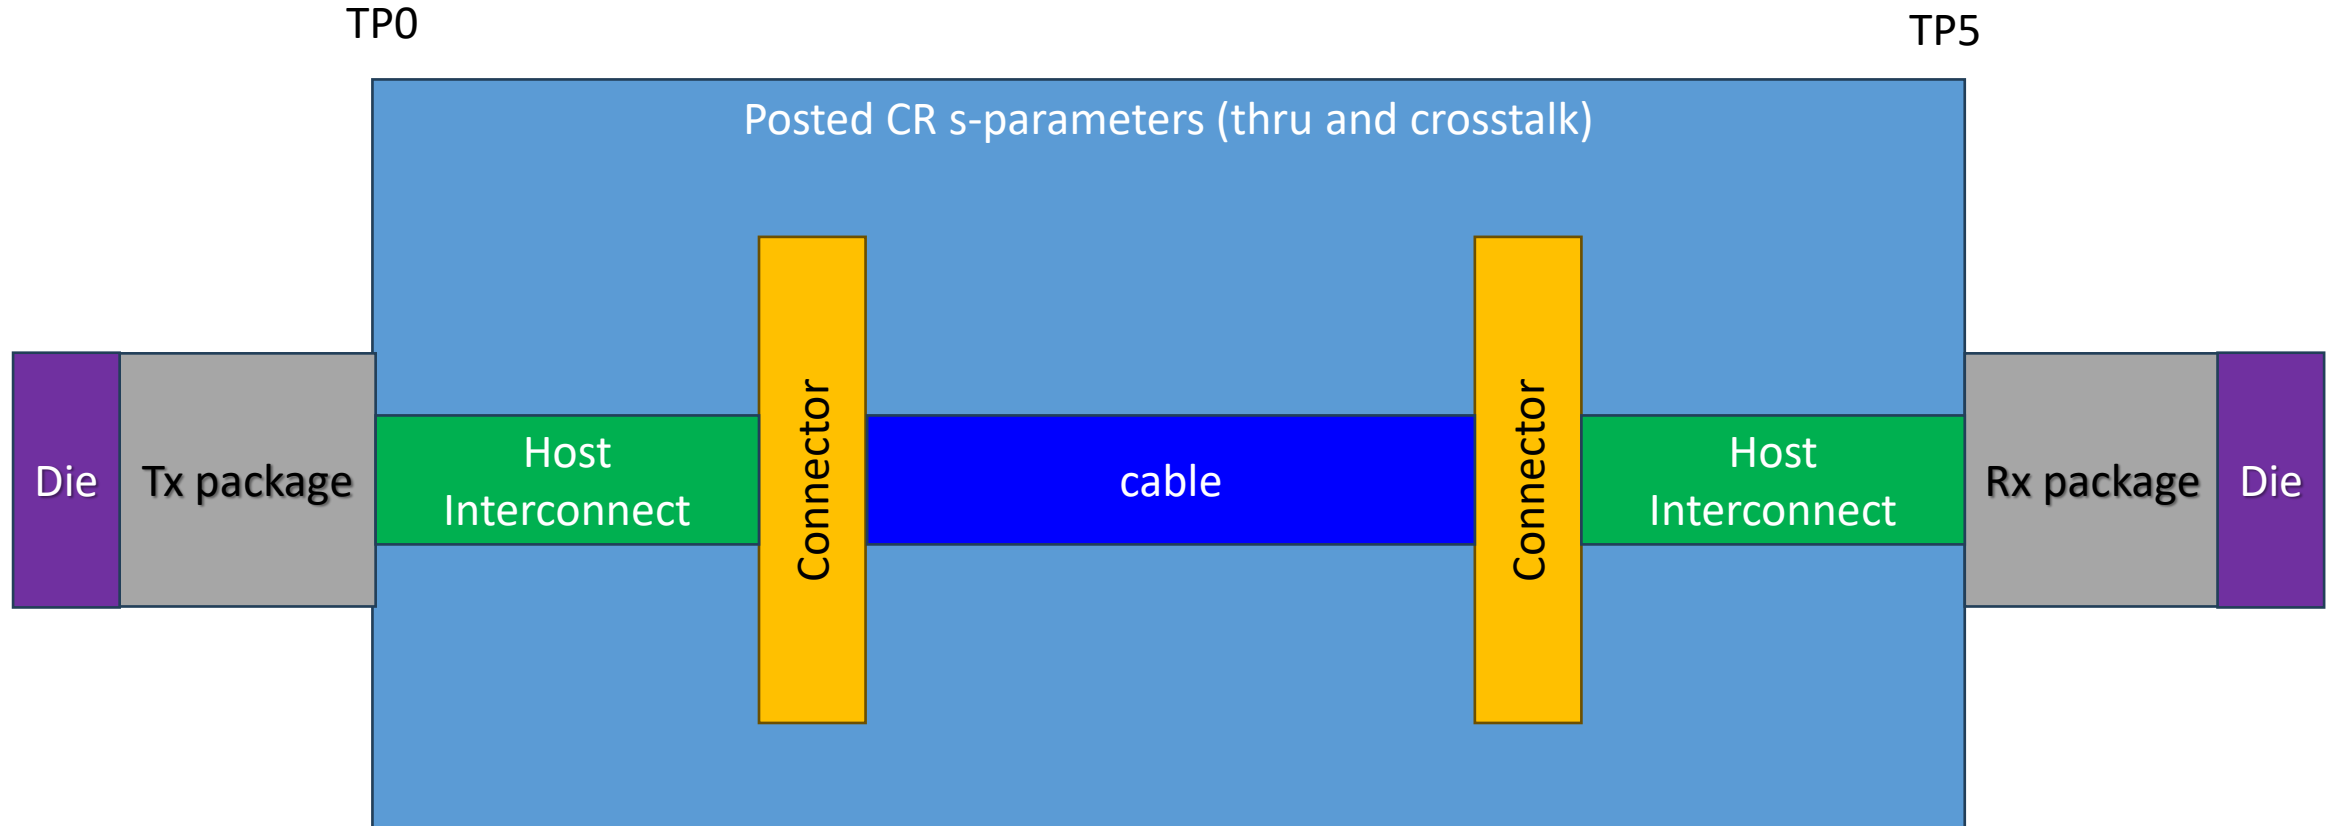 TP0
TP5
Posted CR s-parameters (thru and crosstalk)
Die
Tx package
Host
Interconnect
Connector
cable
Connector
Host
Interconnect
Rx package
Die